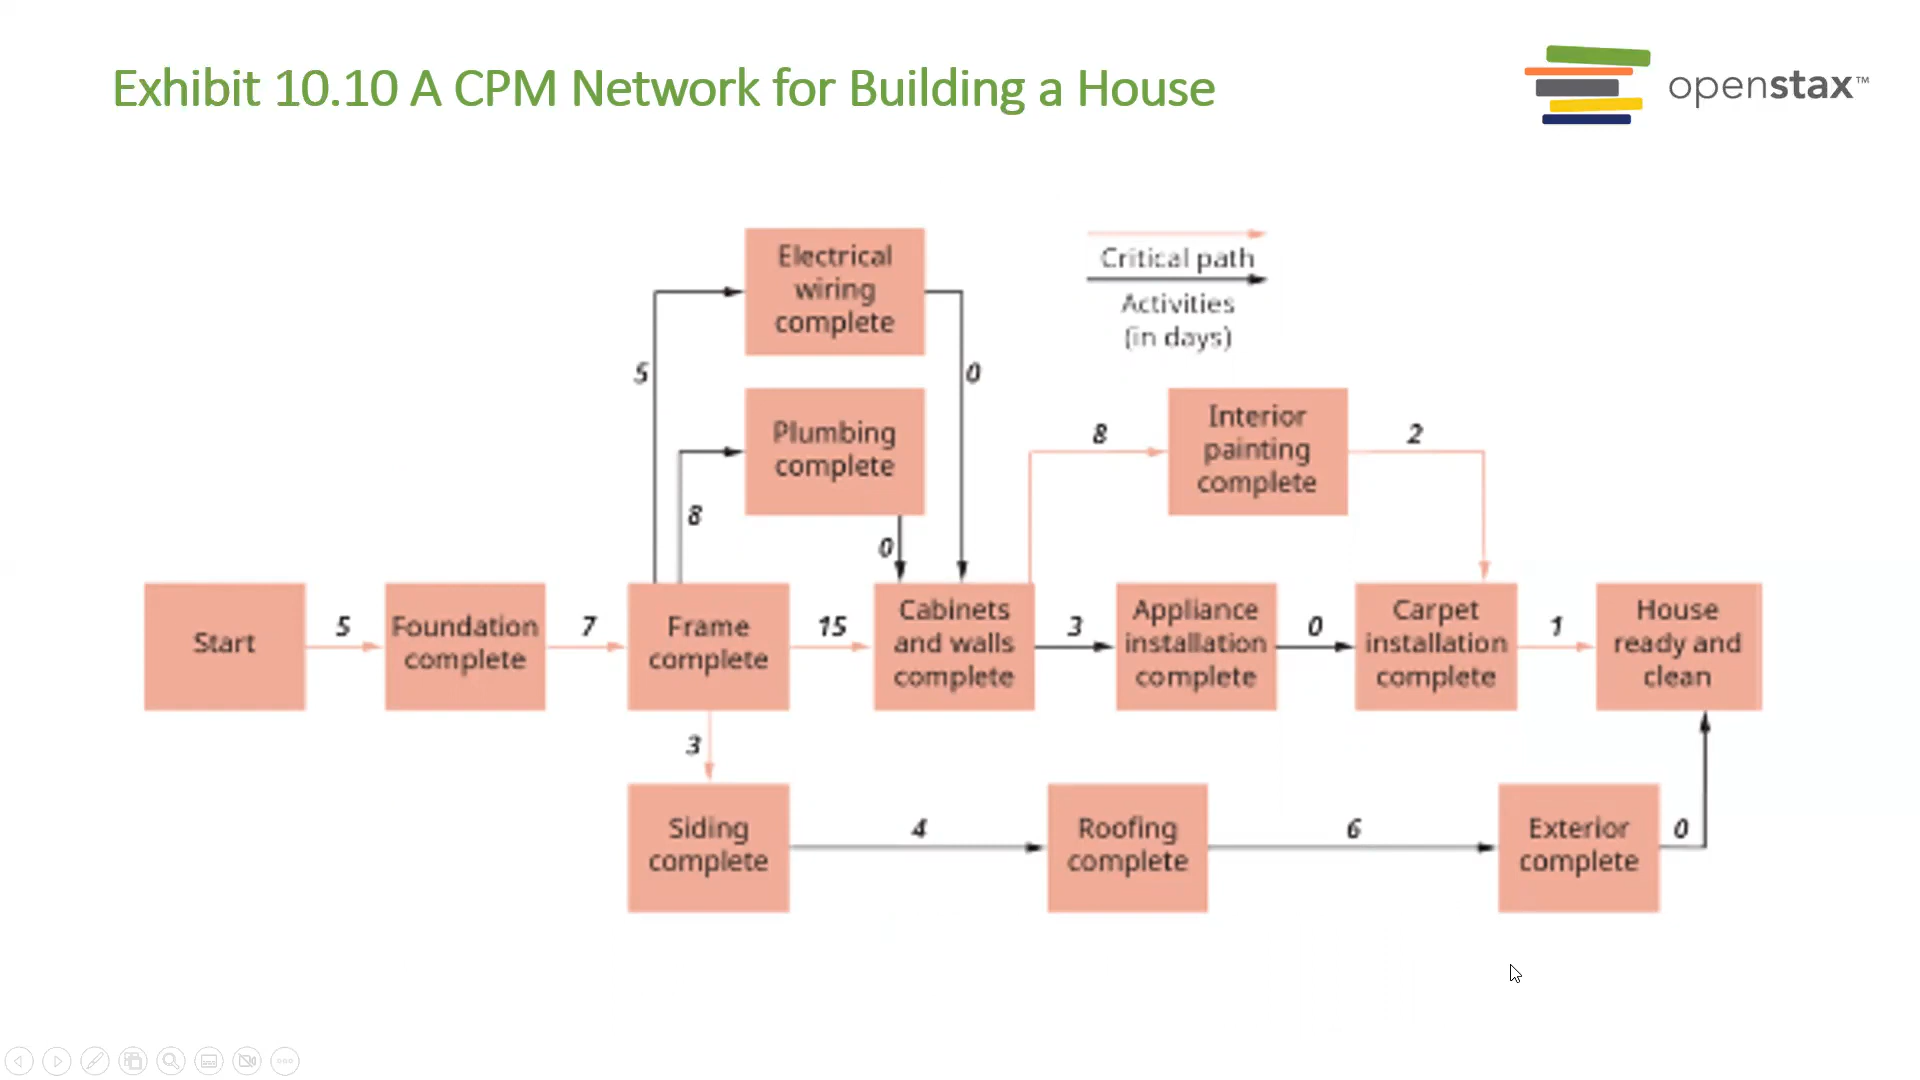 Exhibit 10.10 A CPM Network for Building a House
openstax™
Electrical
wiring
complete
Critical path
Activities
(in days)
5
0
Plumbing
complete
8
0
8
Interior
painting
complete
2
Start
5
Foundation
complete
7
Frame
complete
15
Cabinets
and walls
complete
3
Appliance
installation
complete
0
Carpet
installation
complete
1
House
ready and
clean
3
Siding
complete
4
Roofing
complete
6
Exterior
complete
0